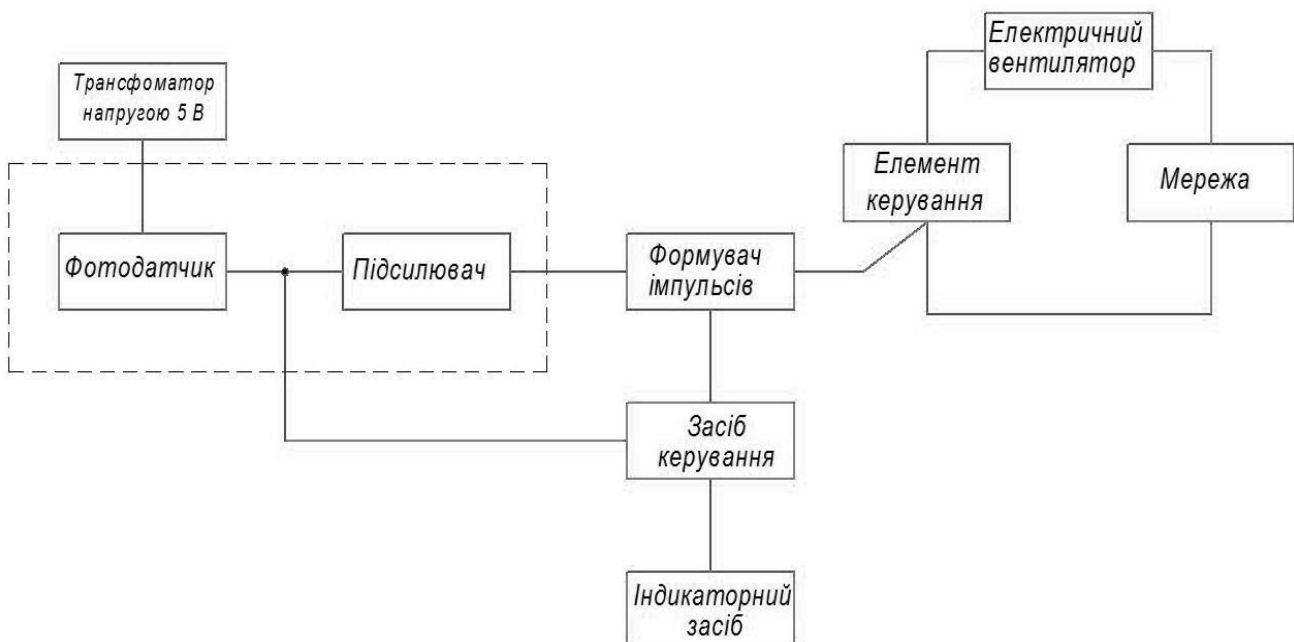 Електричний
вентилятор
Трансфоматор
напругою 5 В
Елемент
керування
Мережа
Фотодатчик
Підсилювач
Формувач
імпульсів
Засіб
керування
Індикаторний
засіб